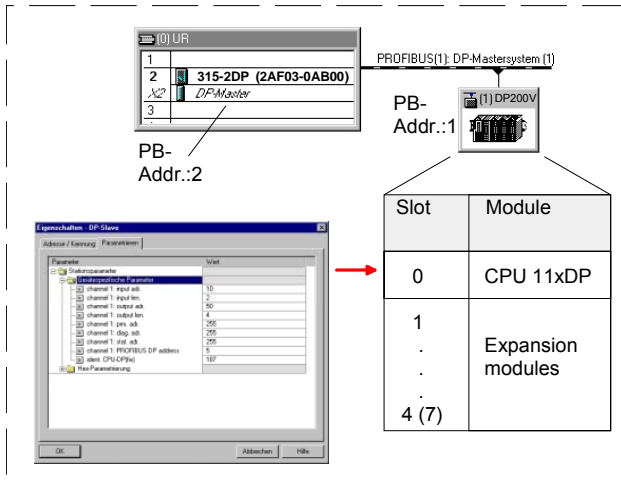 (0) UR
1
2 315-2DP (2AF03-0AB00)
X2 DP-Master
3
PROFIBUS(1): DP-Mastersystem (1)
(1) DP200V
PB-
Addr.:1
PB-
Addr.:2
Slot Module
0 CPU 11xDP
1
.
.
.
4 (7)
Expansion
modules
Eigenschaften - DP-Slave
Adresse / Kennung Parametrieren
Parameter Wert
Stationsparameter
Gerätespezifische Parameter
channel 1: input adr. 10
channel 1: input len. 2
channel 1: output adr. 50
channel 1: output len. 4
channel 1: prm. adr. 255
channel 1: diag. adr. 255
channel 1: stat. adr. 255
channel 1: PROFIBUS DP address 5
ident. CPU-DP(fix) 187
Hex-Parametrierung
OK Abbrechen Hilfe